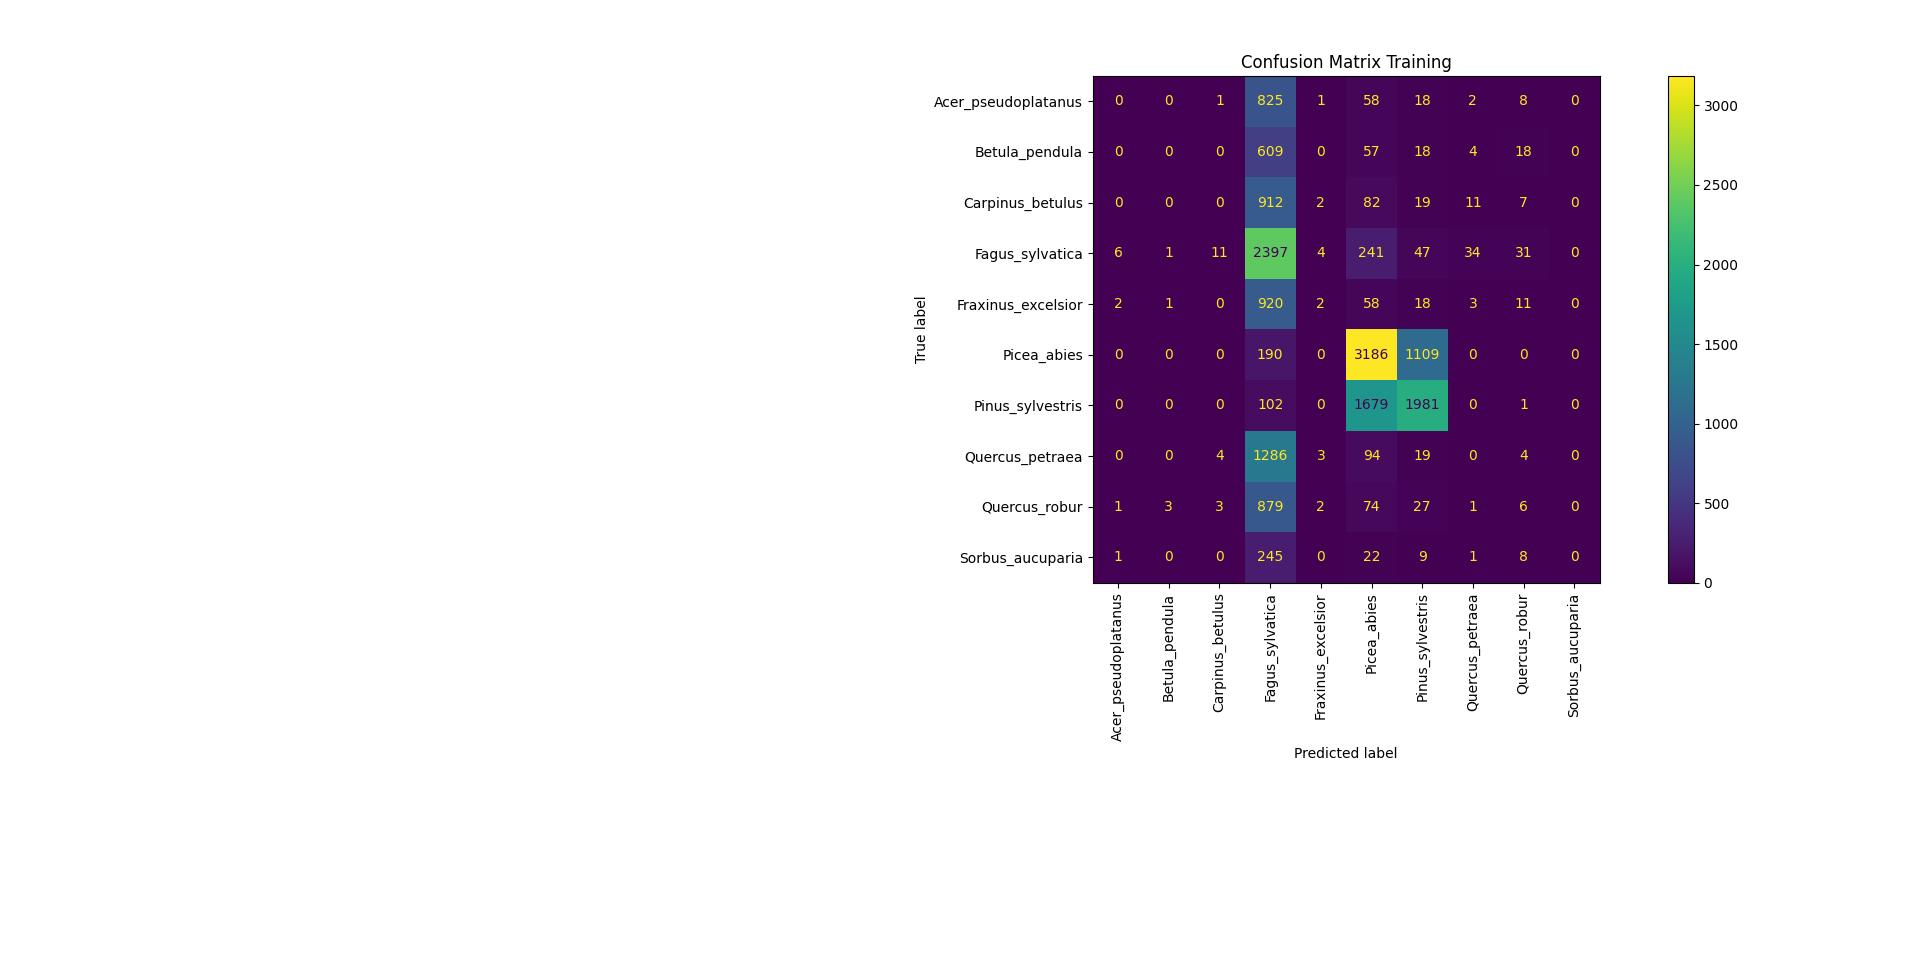 Confusion Matrix Training
True label
Acer_pseudoplatanus 0 0 1 825 1 58 18 2 8 0
Betula_pendula 0 0 0 609 0 57 18 4 18 0
Carpinus_betulus 0 0 0 912 2 82 19 11 7 0
Fagus_sylvatica 6 1 11 2397 4 241 47 34 31 0
Fraxinus_excelsior 2 1 0 920 2 58 18 3 11 0
Picea_abies 0 0 0 190 0 3186 1109 0 0 0
Pinus_sylvestris 0 0 0 102 0 1679 1981 0 1 0
Quercus_petraea 0 0 4 1286 3 94 19 0 4 0
Quercus_robur 1 3 3 879 2 74 27 1 6 0
Sorbus_aucuparia 1 0 0 245 0 22 9 1 8 0
Acer_pseudoplatanus
Betula_pendula
Carpinus_betulus
Fagus_sylvatica
Fraxinus_excelsior
Picea_abies
Pinus_sylvestris
Quercus_petraea
Quercus_robur
Sorbus_aucuparia
Predicted label
3000
2500
2000
1500
1000
500
0